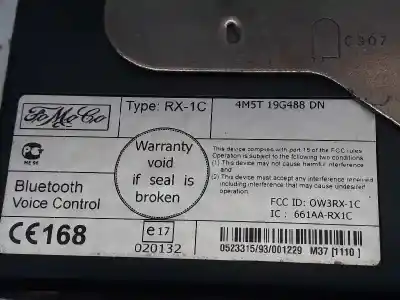 C307
FoMoCo
Type: RX-1C
4M5T 19G488 DN
PG
Warranty
void
if seal is
broken
This device complies with part 15 of the FCC rules
Operation is subject to the following two conditions,
(1) This device may not cause harmful interference
and
(2) This device must accept any interference received
including interference that may cause undesired
operation.
Bluetooth
Voice Control
FCC ID: OW3RX-1C
IC : 661AA-RX1C
CE168
e17
020132
0523315/93/001229 M37 [1110]